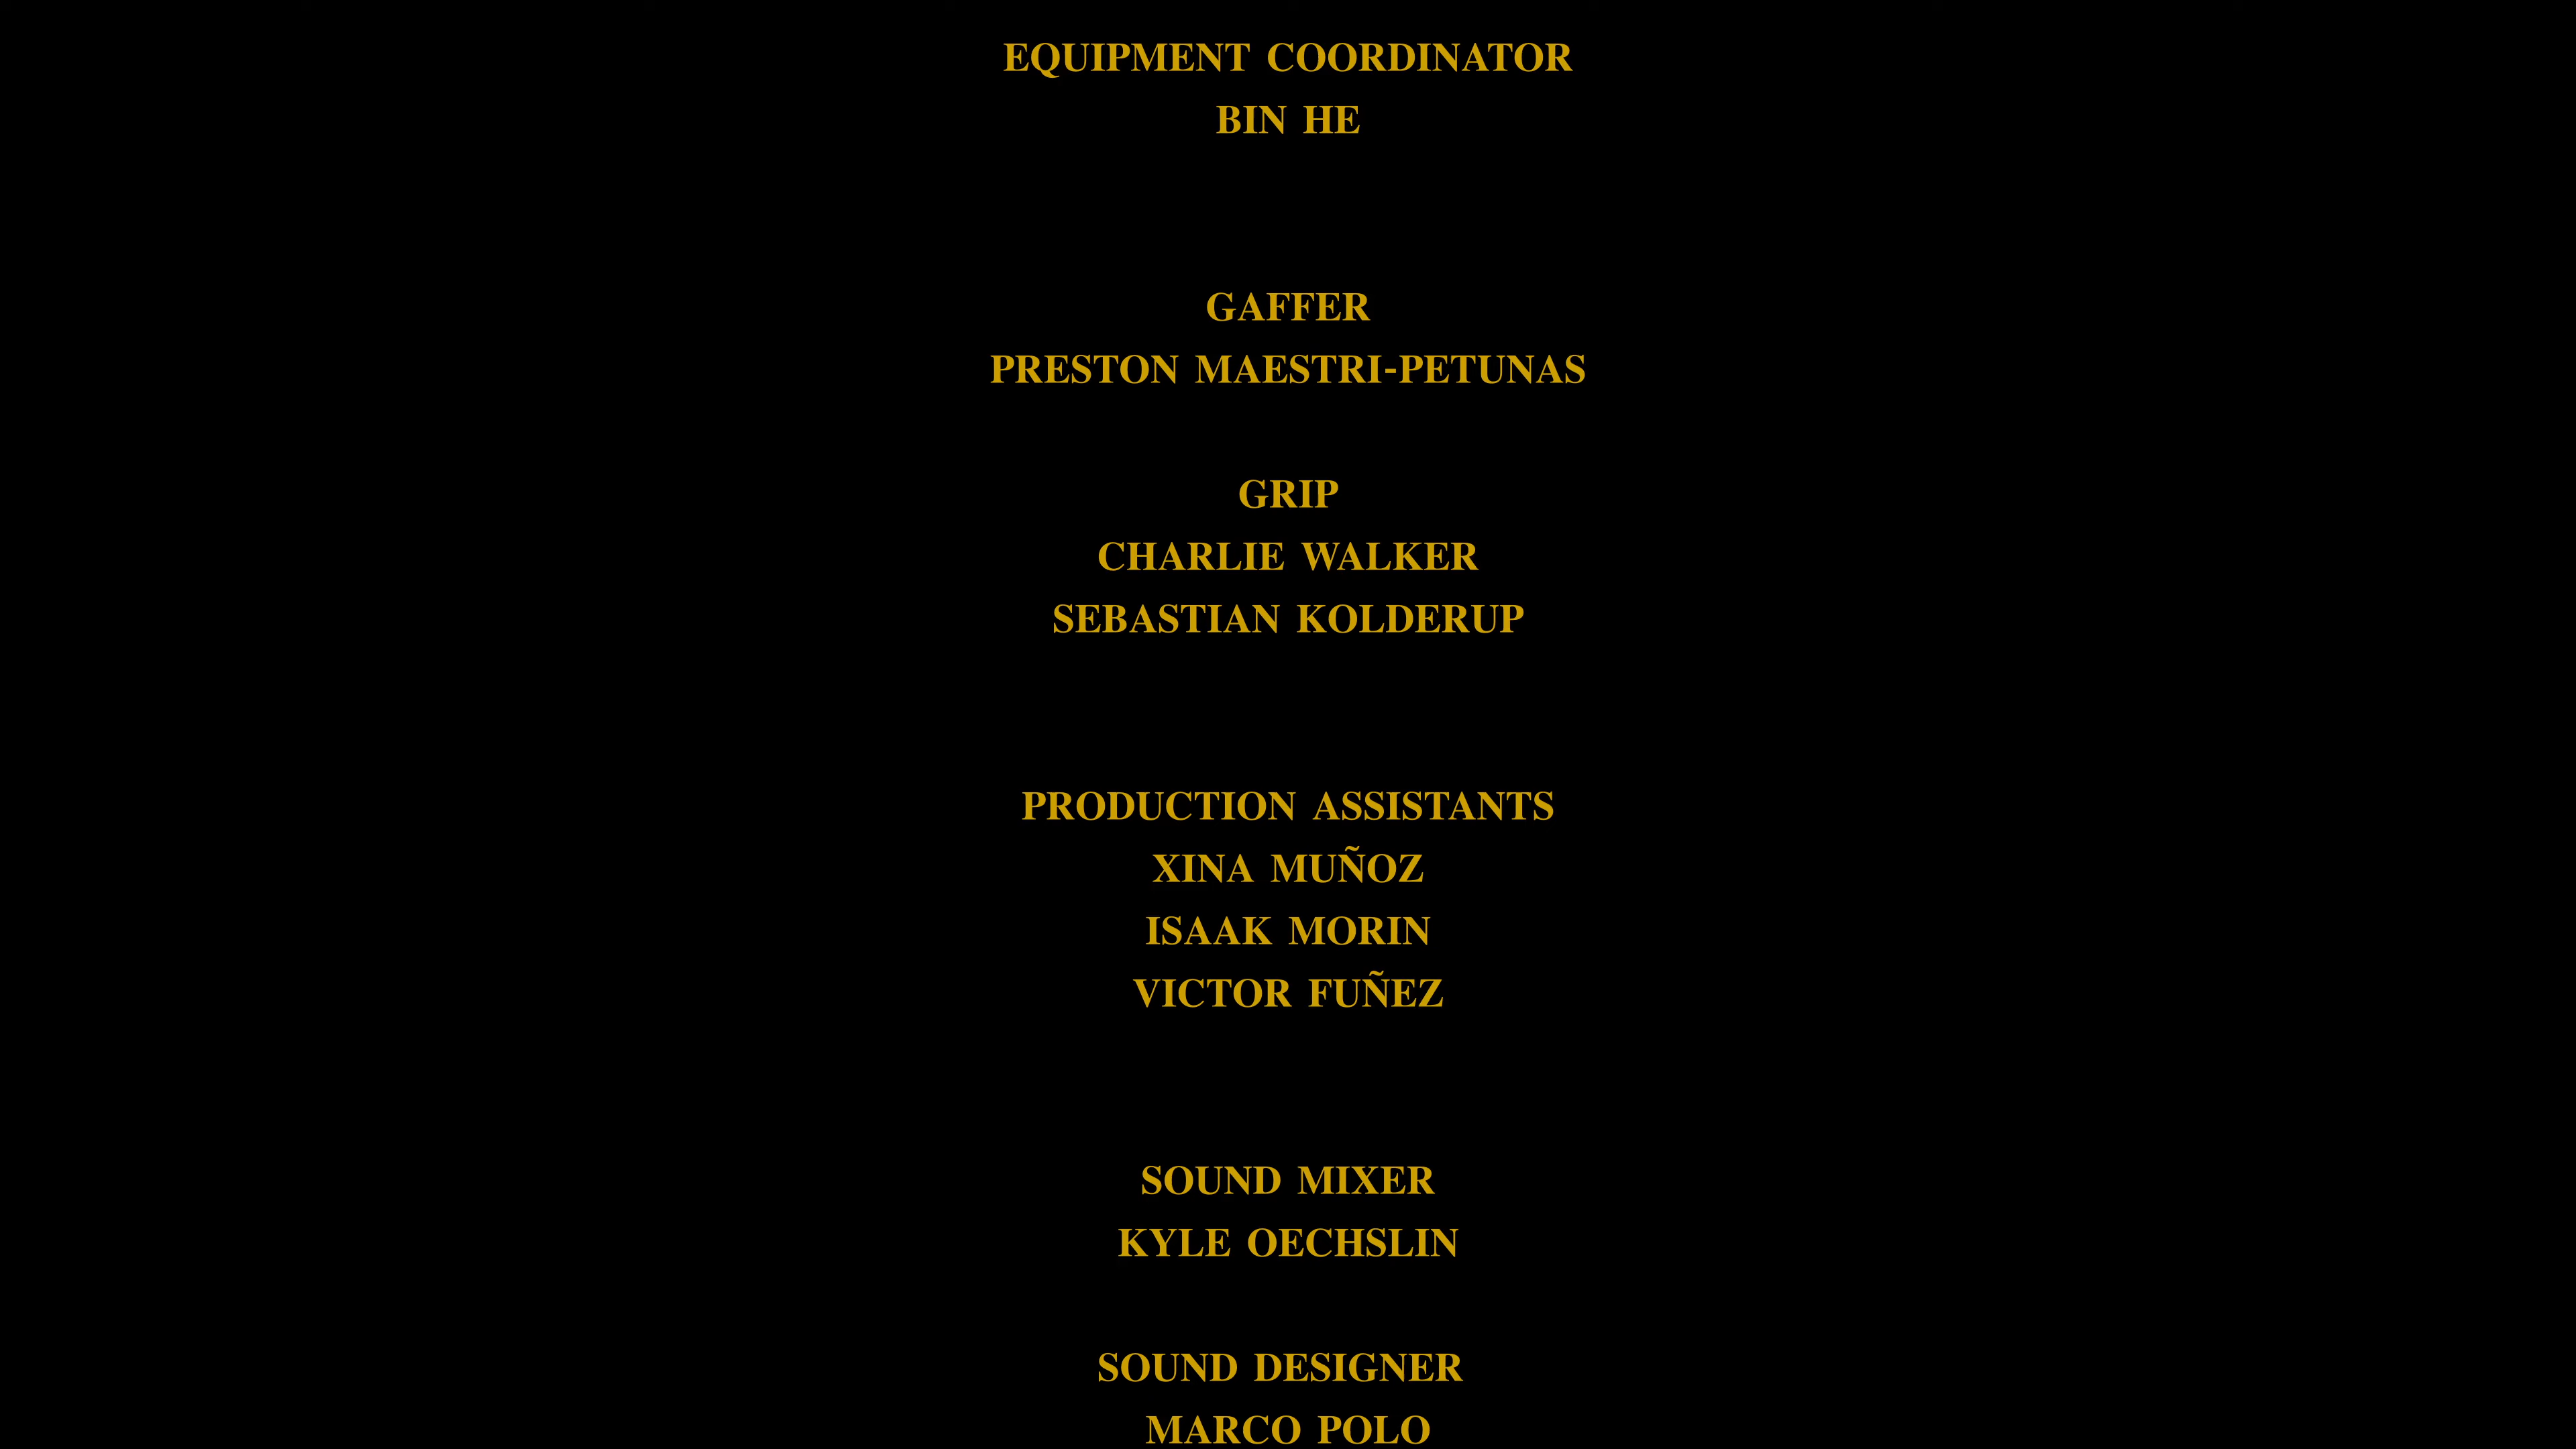 EQUIPMENT COORDINATOR
BIN HE
GAFFER
PRESTON MAESTRI-PETUNAS
GRIP
CHARLIE WALKER
SEBASTIAN KOLDERUP
PRODUCTION ASSISTANTS
XINA MUÑOZ
ISAAK MORIN
VICTOR FUÑEZ
SOUND MIXER
KYLE OECHSLIN
SOUND DESIGNER
MARCO POLO